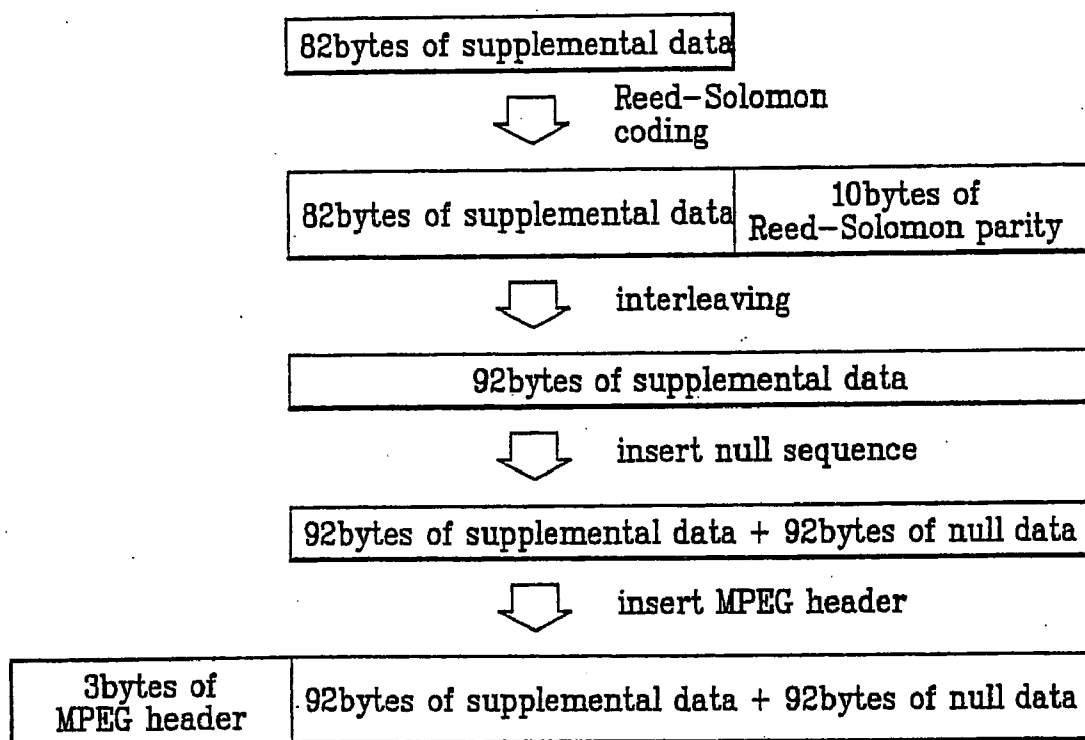 82bytes of supplemental data
Reed-Solomon
coding
82bytes of supplemental data
10bytes of
Reed-Solomon parity
interleaving
92bytes of supplemental data
insert null sequence
92bytes of supplemental data + 92bytes of null data
insert MPEG header
3bytes of
MPEG header
92bytes of supplemental data + 92bytes of null data